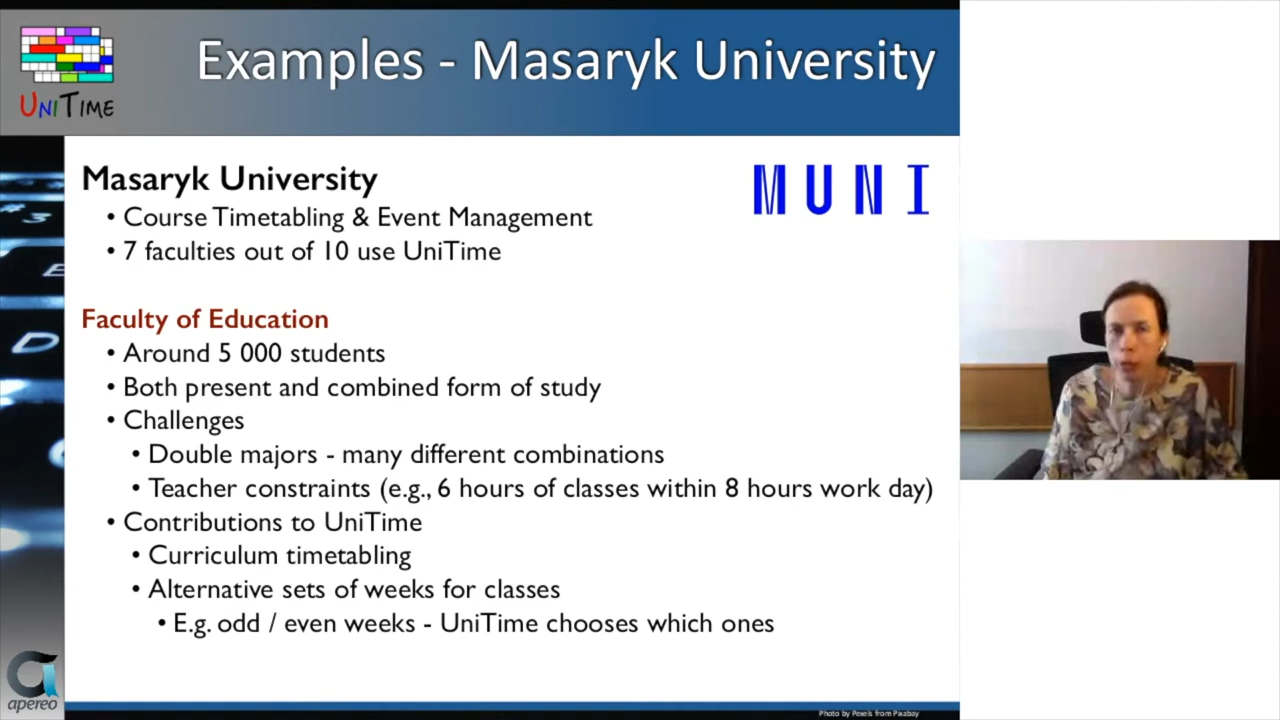 UNITIME
Examples - Masaryk University
Masaryk University
MUNI
• Course Timetabling & Event Management
• 7 faculties out of 10 use UniTime
Faculty of Education
• Around 5 000 students
• Both present and combined form of study
• Challenges
• Double majors - many different combinations
• Teacher constraints (e.g., 6 hours of classes within 8 hours work day)
• Contributions to UniTime
• Curriculum timetabling
• Alternative sets of weeks for classes
• E.g. odd / even weeks - UniTime chooses which ones
apereo
Photo by Pexels from Pixabay